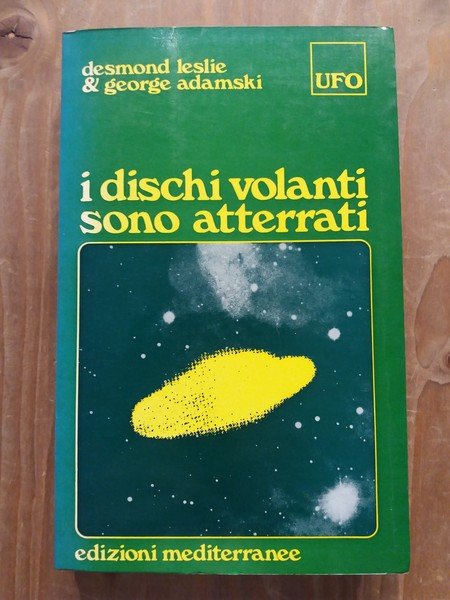 desmond leslie
& george adamski
UFO
i dischi volanti
sono atterrati
edizioni mediterranee